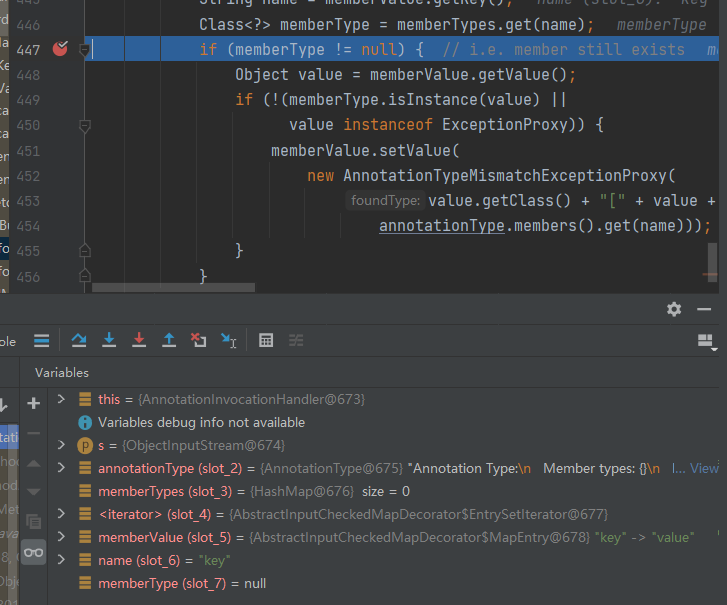 445 String name = memberValue.getKey(); name (slot_6): "key"
446 Class<?> memberType = memberTypes.get(name); memberType
447 if (memberType != null) { // i.e. member still exists
448 Object value = memberValue.getValue();
449 if (!(memberType.isInstance(value) ||
450 value instanceof ExceptionProxy)) {
451 memberValue.setValue(
452 new AnnotationTypeMismatchExceptionProxy(
453 foundType: value.getClass() + "[" + value +
454 annotationType.members().get(name)));
455 }
456 }
ole
Variables
this = {AnnotationInvocationHandler@673}
Variables debug info not available
s = {ObjectInputStream@674}
annotationType (slot_2) = {AnnotationType@675} "Annotation Type:\n Member types: {}\n |... View
memberTypes (slot_3) = {HashMap@676} size = 0
<iterator> (slot_4) = {AbstractInputCheckedMapDecorator$EntrySetIterator@677}
memberValue (slot_5) = {AbstractInputCheckedMapDecorator$MapEntry@678} "key" -> "value"
name (slot_6) = "key"
memberType (slot_7) = null